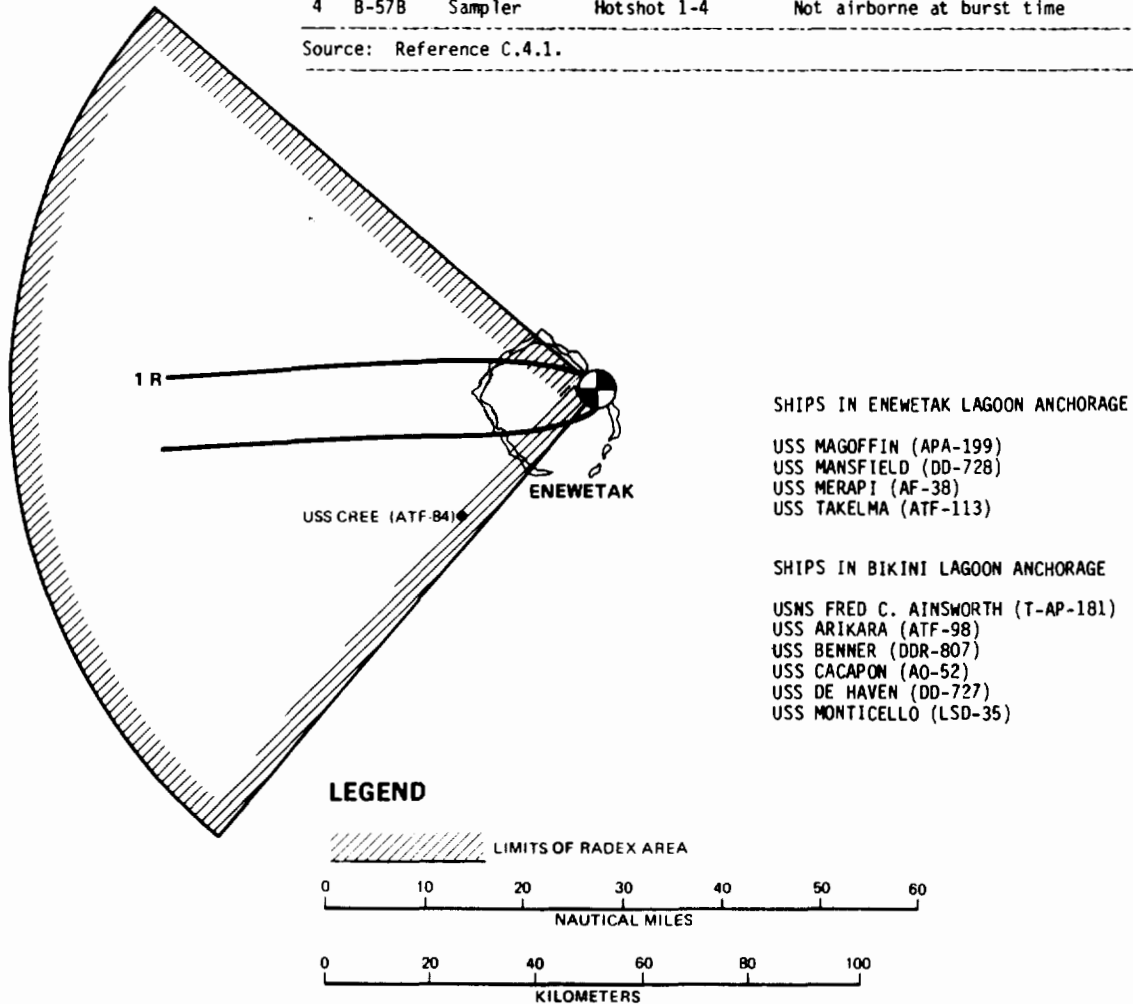 4 B-57B Sampler Hotshot 1-4 Not airborne at burst time
Source: Reference C.4.1.
1 R
ENEWETAK
USS CREE (ATF-84)
SHIPS IN ENEWETAK LAGOON ANCHORAGE
USS MAGOFFIN (APA-199)
USS MANSFIELD (DD-728)
USS MERAPI (AF-38)
USS TAKELMA (ATF-113)
SHIPS IN BIKINI LAGOON ANCHORAGE
USNS FRED C. AINSWORTH (T-AP-181)
USS ARIKARA (ATF-98)
USS BENNER (DDR-807)
USS CACAPON (AO-52)
USS DE HAVEN (DD-727)
USS MONTICELLO (LSD-35)
LEGEND
LIMITS OF RADEX AREA
0 10 20 30 40 50 60
NAUTICAL MILES
0 20 40 60 80 100
KILOMETERS